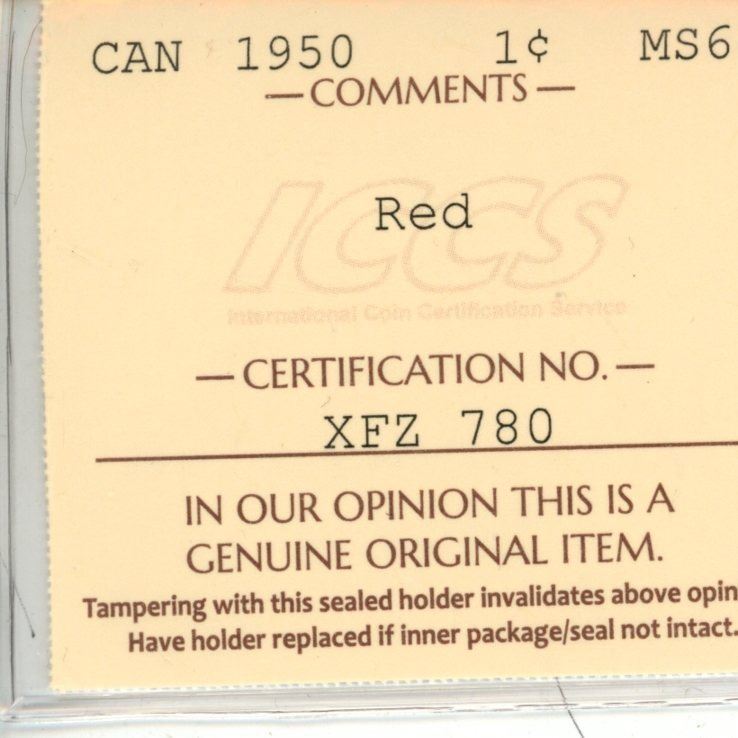 CAN 1950 1¢ MS6
—COMMENTS—
Red
ICCS
International Coin Certification Service
—CERTIFICATION NO.—
XFZ 780
IN OUR OPINION THIS IS A
GENUINE ORIGINAL ITEM.
Tampering with this sealed holder invalidates above opin
Have holder replaced if inner package/seal not intact.